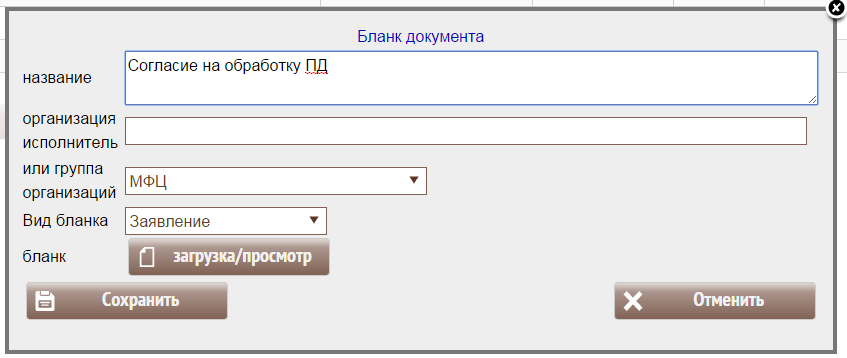 Бланк документа
название
Согласие на обработку ПД
организация
исполнитель
или группа
организаций
МФЦ
Вид бланка
Заявление
бланк
загрузка/просмотр
Сохранить
Отменить